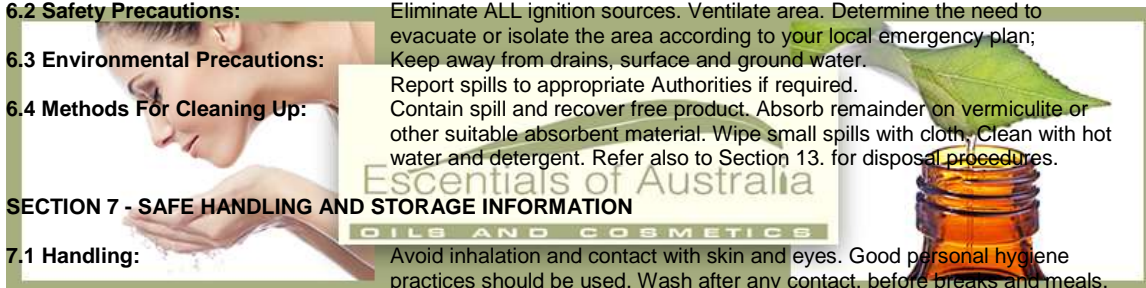 6.2 Safety Precautions: Eliminate ALL ignition sources. Ventilate area. Determine the need to
evacuate or isolate the area according to your local emergency plan;
6.3 Environmental Precautions: Keep away from drains, surface and ground water.
Report spills to appropriate Authorities if required.
6.4 Methods For Cleaning Up: Contain spill and recover free product. Absorb remainder on vermiculite or
other suitable absorbent material. Wipe small spills with cloth. Clean with hot
water and detergent. Refer also to Section 13. for disposal procedures.
Escentials of Australia
SECTION 7 - SAFE HANDLING AND STORAGE INFORMATION
OILS AND COSMETICS
7.1 Handling: Avoid inhalation and contact with skin and eyes. Good personal hygiene
practices should be used. Wash after any contact, before breaks and meals.